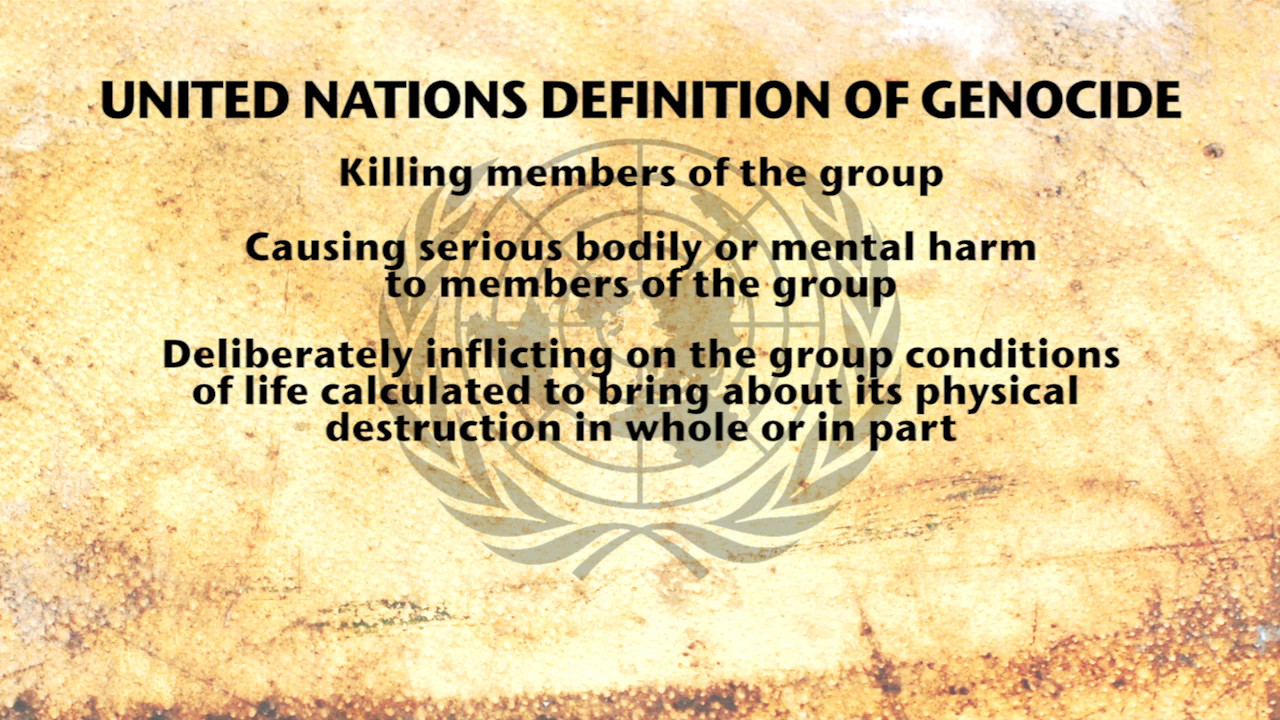 UNITED NATIONS DEFINITION OF GENOCIDE
Killing members of the group
Causing serious bodily or mental harm
to members of the group
Deliberately inflicting on the group conditions
of life calculated to bring about its physical
destruction in whole or in part